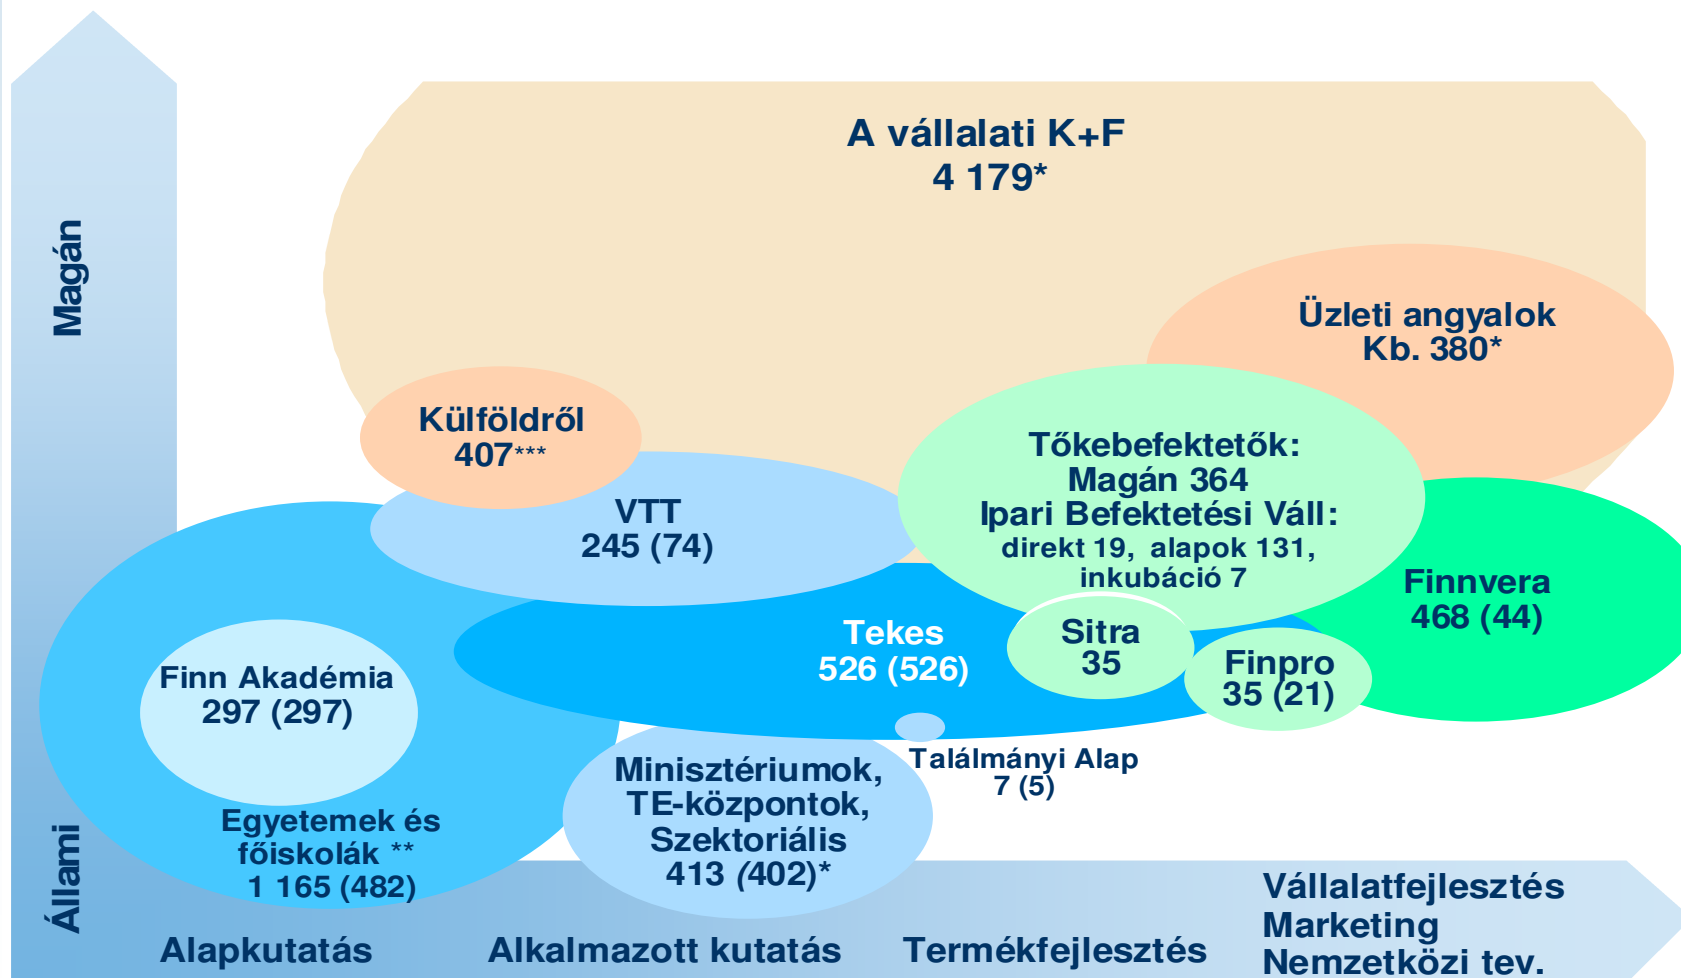 A vállalati K+F
4 179*
Magán
Üzleti angyalok
Kb. 380*
Külföldről
407***
Tőkebefektetők:
Magán 364
Ipari Befektetési Váll:
direkt 19, alapok 131,
inkubáció 7
VTT
245 (74)
Finnvera
468 (44)
Tekes
526 (526)
Sitra
35
Finpro
35 (21)
Finn Akadémia
297 (297)
Találmányi Alap
7 (5)
Minisztériumok,
TE-központok,
Szektoriális
413 (402)*
Egyetemek és
főiskolák **
1 165 (482)
Állami
Alapkutatás
Alkalmazott kutatás
Termékfejlesztés
Vállalatfejlesztés
Marketing
Nemzetközi tev.